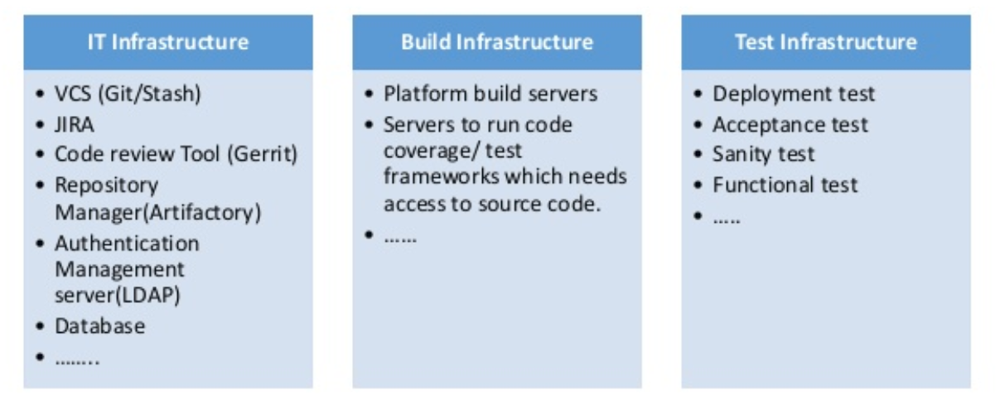 IT Infrastructure
• VCS (Git/Stash)
• JIRA
• Code review Tool (Gerrit)
• Repository
Manager(Artifactory)
• Authentication
Management
server(LDAP)
• Database
• ……..
Build Infrastructure
• Platform build servers
• Servers to run code
coverage/ test
frameworks which needs
access to source code.
• ……
Test Infrastructure
• Deployment test
• Acceptance test
• Sanity test
• Functional test
• …..